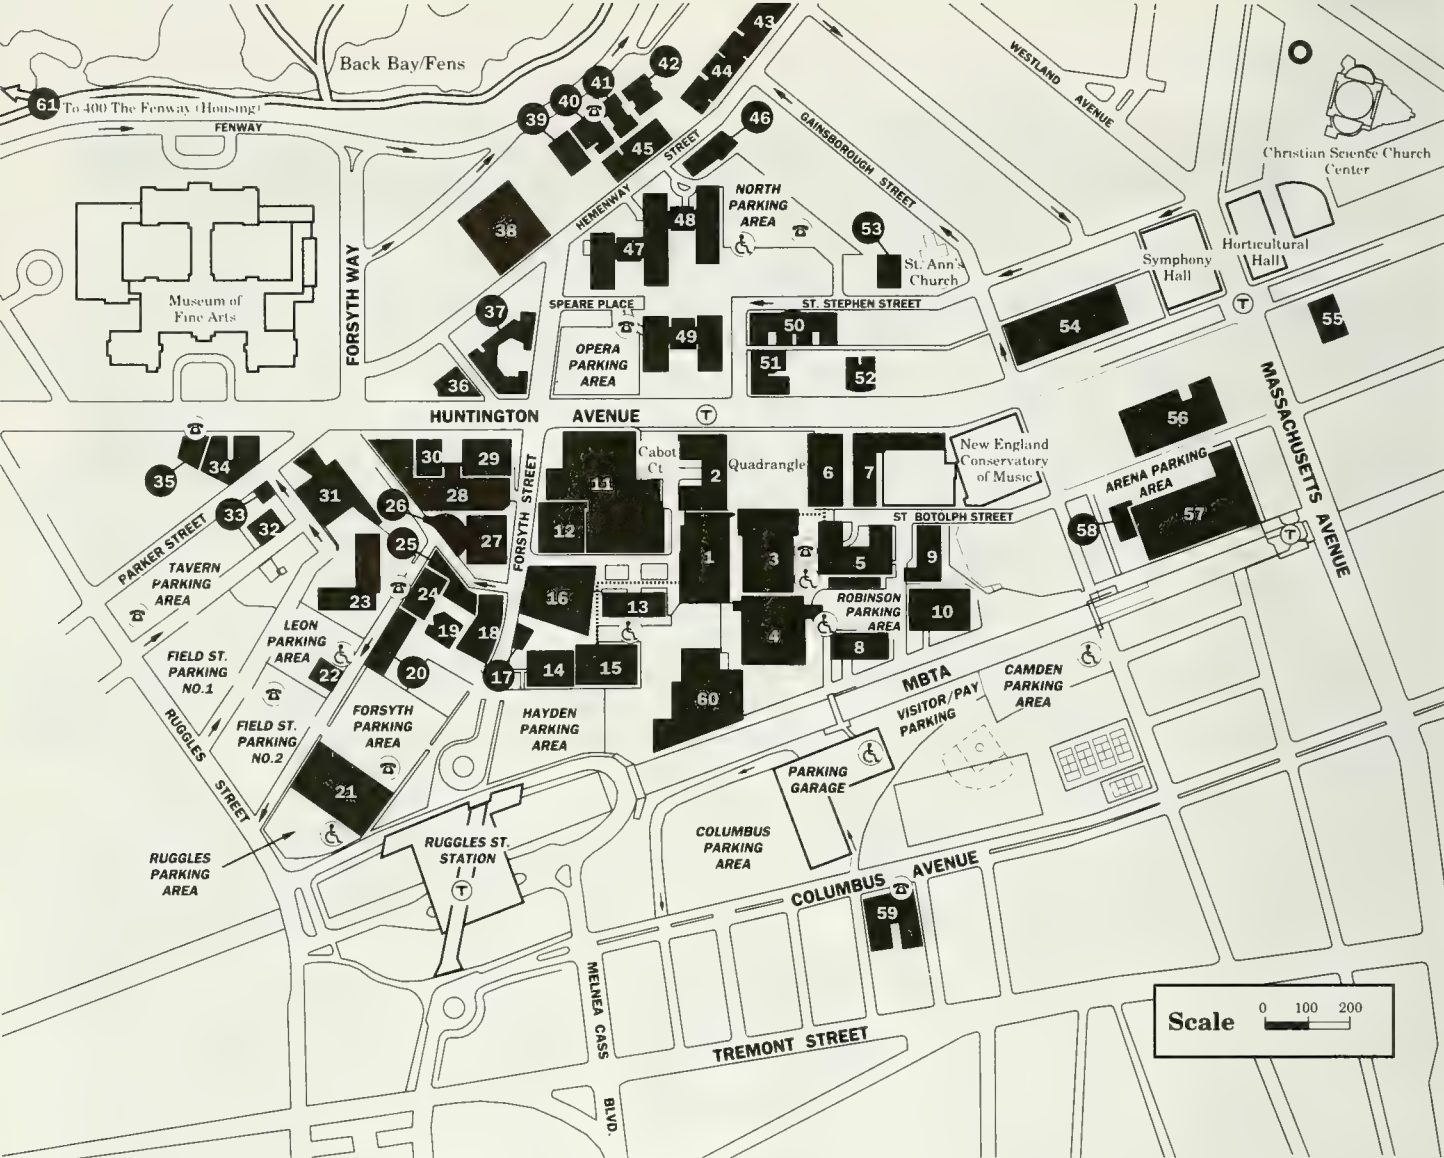 43
42
Back Bay/Fens
44
41
61
To 400 The Fenway (Housing)
40
39
FENWAY
45
46
WESTLAND
AVENUE
GAINSBOROUGH STREET
Christian Science Church
Center
HEMENWAY STREET
NORTH
PARKING
AREA
38
48
47
53
St. Ann's
Church
Symphony
Hall
Horticultural
Hall
Museum of
Fine Arts
FORSYTH WAY
37
SPEARE PLACE
ST. STEPHEN STREET
T
50
54
55
49
OPERA
PARKING
AREA
51
52
36
HUNTINGTON AVENUE
T
MASSACHUSETTS AVENUE
56
35
34
30
29
28
31
26
25
27
33
32
PARKER STREET
FORSYTH STREET
11
12
Cabot
Ct
2
Quadrangle
6
7
New England
Conservatory
of Music
ARENA PARKING
AREA
57
58
T
ST BOTOLPH STREET
1
3
5
9
TAVERN
PARKING
AREA
23
24
16
13
ROBINSON
PARKING
AREA
10
19
18
4
8
LEON
PARKING
AREA
22
20
17
14
15
60
FIELD ST.
PARKING
NO.1
FIELD ST.
PARKING
NO.2
FORSYTH
PARKING
AREA
HAYDEN
PARKING
AREA
MBTA
VISITOR/PAY
PARKING
CAMDEN
PARKING
AREA
RUGGLES STREET
21
PARKING
GARAGE
RUGGLES
PARKING
AREA
RUGGLES ST.
STATION
T
COLUMBUS
PARKING
AREA
COLUMBUS AVENUE
59
MELNEA CASS BLVD.
TREMONT STREET
Scale 0 100 200